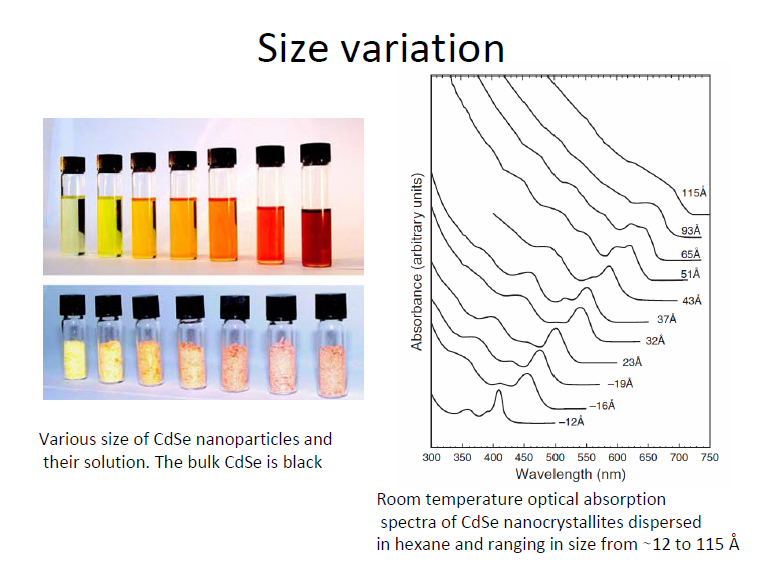 Size variation
Absorbance (arbitrary units)
115Å
93Å
65Å
51Å
43Å
37Å
32Å
23Å
~19Å
~16Å
~12Å
300 350 400 450 500 550 600 650 700 750
Wavelength (nm)
Various size of CdSe nanoparticles and
their solution. The bulk CdSe is black
Room temperature optical absorption
spectra of CdSe nanocrystallites dispersed
in hexane and ranging in size from ~12 to 115 Å